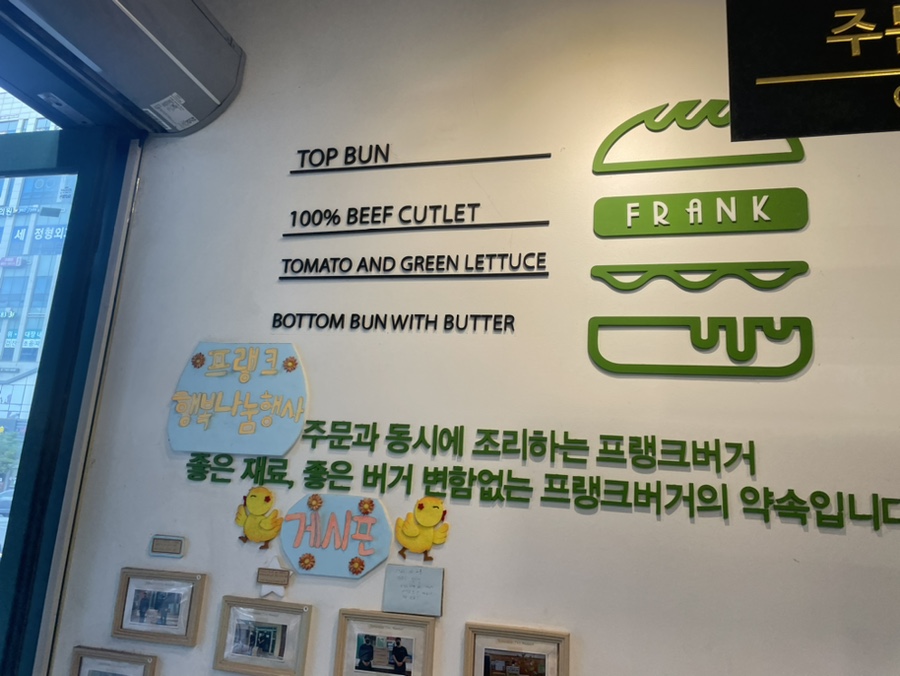 TOP BUN
100% BEEF CUTLET
FRANK
TOMATO AND GREEN LETTUCE
BOTTOM BUN WITH BUTTER
프랭크
행복나눔행사
주문과 동시에 조리하는 프랭크버거
좋은 재료, 좋은 버거 변함없는 프랭크버거의 약속입니다
게시판